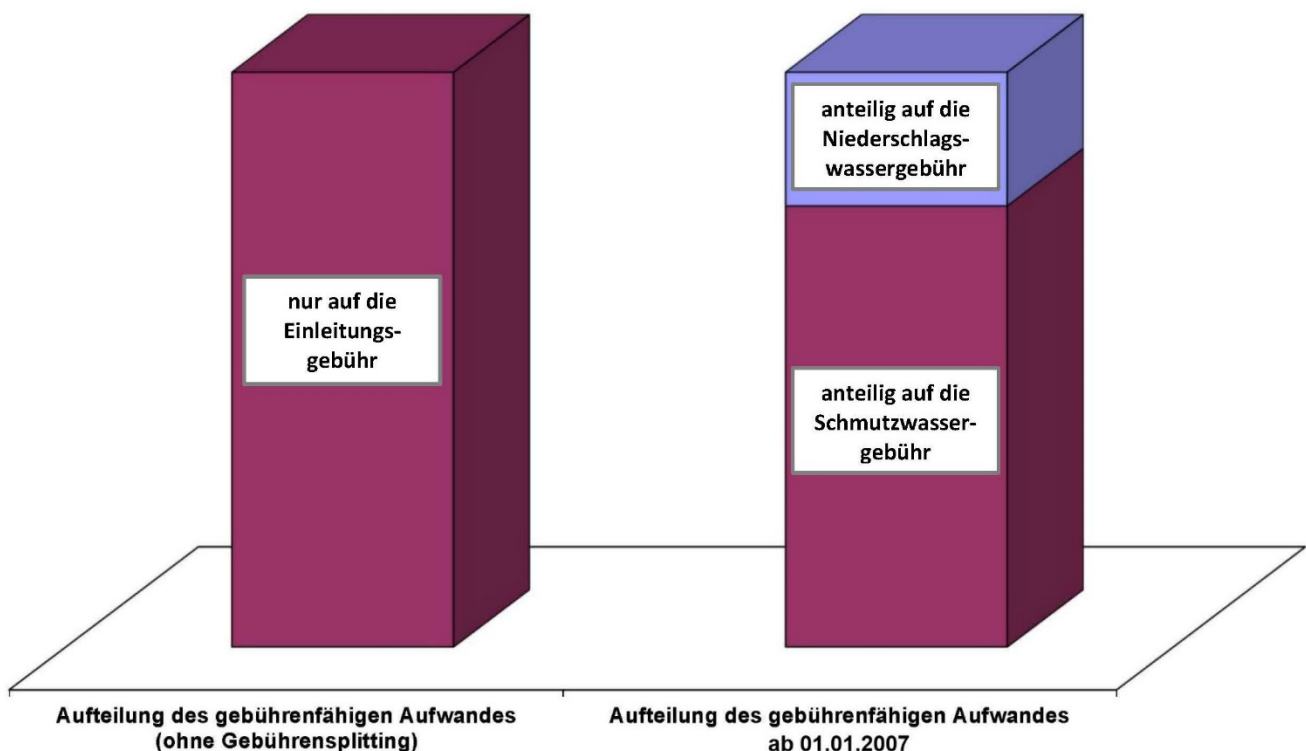 nur auf die
Einleitungs-
gebühr
anteilig auf die
Niederschlags-
wassergebühr
anteilig auf die
Schmutzwasser-
gebühr
Aufteilung des gebührenfähigen Aufwandes
(ohne Gebührensplitting)
Aufteilung des gebührenfähigen Aufwandes
ab 01.01.2007